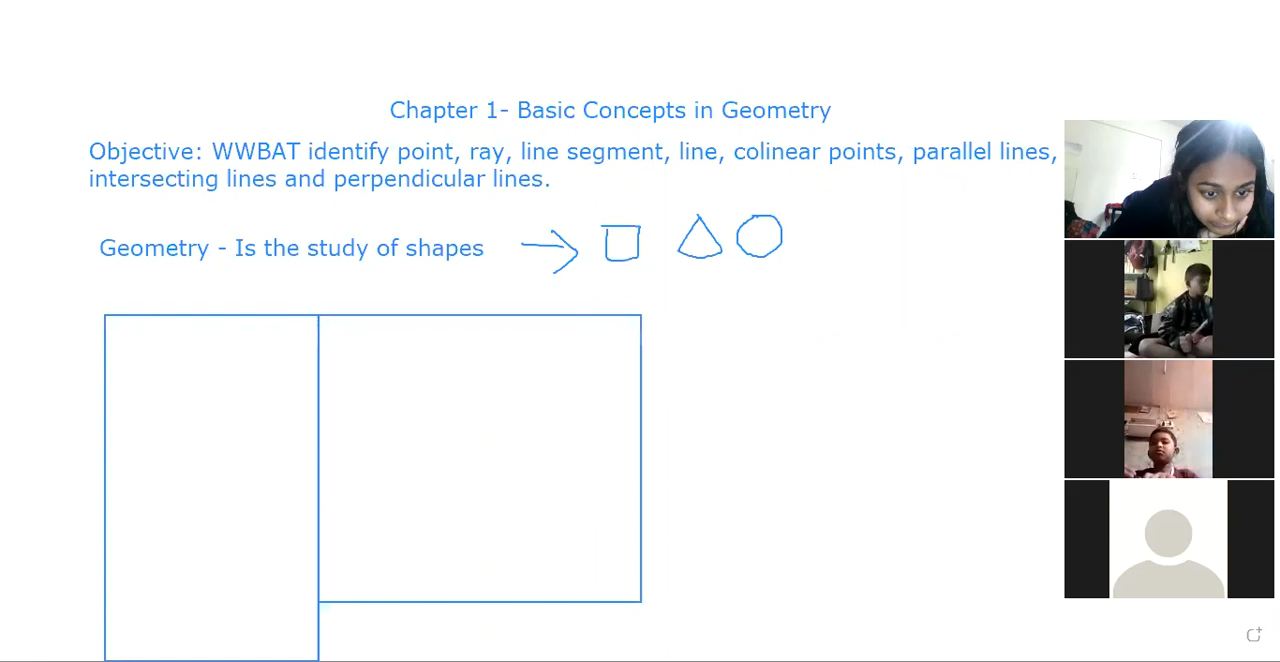 Chapter 1- Basic Concepts in Geometry
Objective: WWBAT identify point, ray, line segment, line, colinear points, parallel lines,
intersecting lines and perpendicular lines.
Geometry - Is the study of shapes